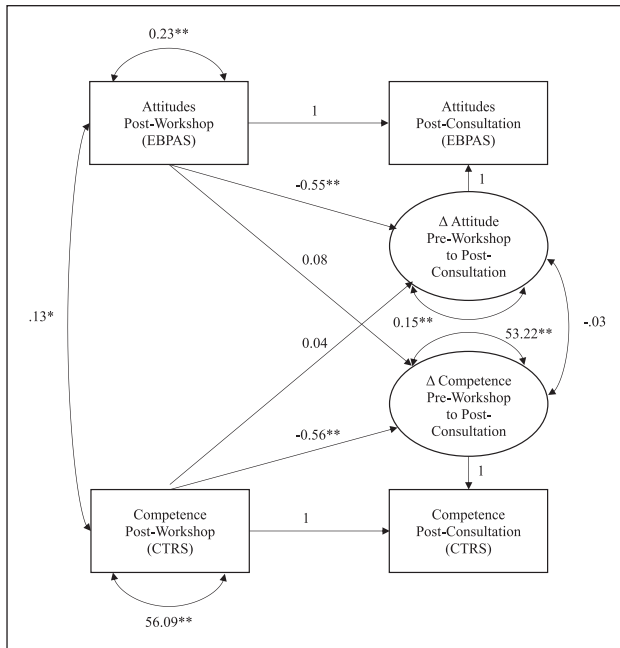 0.23**
Attitudes
Post-Workshop
(EBPAS)
1
Attitudes
Post-Consultation
(EBPAS)
-0.55**
1
Δ Attitude
Pre-Workshop
to Post-
Consultation
0.08
.13*
0.04
0.15**
53.22**
-.03
Δ Competence
Pre-Workshop
to Post-
Consultation
-0.56**
1
Competence
Post-Workshop
(CTRS)
1
Competence
Post-Consultation
(CTRS)
56.09**